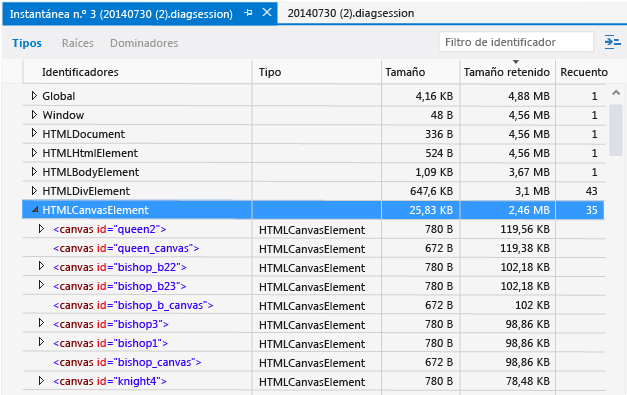 Instantánea n.º 3 (20140730 (2).diagsession) 20140730 (2).diagsession
Tipos Raíces Dominadores Filtro de identificador
Identificadores Tipo Tamaño Tamaño retenido Recuento
Global 4,16 KB 4,88 MB 1
Window 48 B 4,56 MB 1
HTMLDocument 336 B 4,56 MB 1
HTMLHtmlElement 524 B 4,56 MB 1
HTMLBodyElement 1,09 KB 3,67 MB 1
HTMLDivElement 647,6 KB 3,1 MB 43
HTMLCanvasElement 25,83 KB 2,46 MB 35
<canvas id="queen2"> HTMLCanvasElement 780 B 119,56 KB
<canvas id="queen_canvas"> HTMLCanvasElement 672 B 119,38 KB
<canvas id="bishop_b22"> HTMLCanvasElement 780 B 102,18 KB
<canvas id="bishop_b23"> HTMLCanvasElement 780 B 102,18 KB
<canvas id="bishop_b_canvas"> HTMLCanvasElement 672 B 102 KB
<canvas id="bishop3"> HTMLCanvasElement 780 B 98,86 KB
<canvas id="bishop1"> HTMLCanvasElement 780 B 98,86 KB
<canvas id="bishop_canvas"> HTMLCanvasElement 672 B 98,86 KB
<canvas id="knight4"> HTMLCanvasElement 780 B 78,48 KB